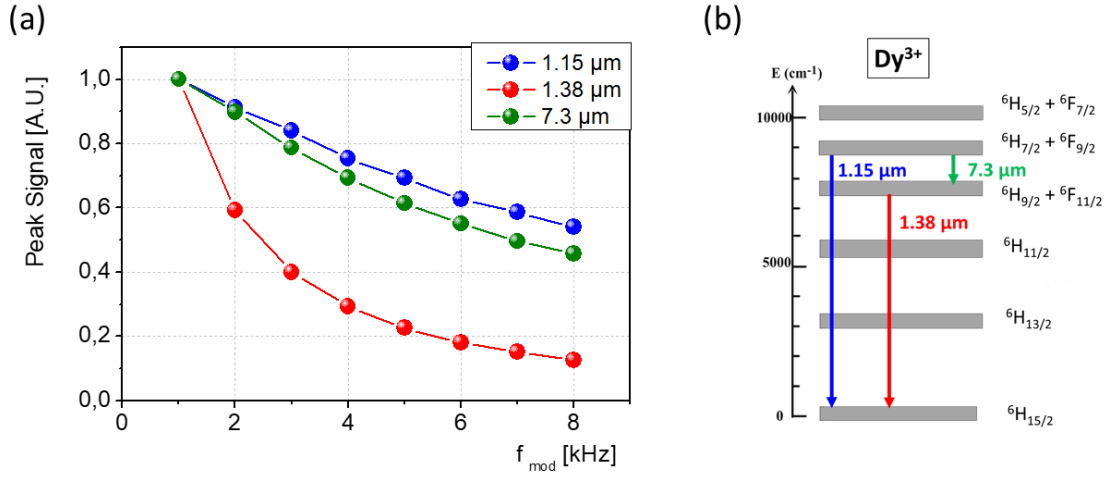 (a)
1.15 µm
1.38 µm
7.3 µm
1,0
0,8
0,6
0,4
0,2
0,0
Peak Signal [A.U.]
0
2
4
6
8
f mod [kHz]
(b)
Dy³⁺
E (cm⁻¹)
10000
5000
0
⁶H₅/₂ + ⁶F₇/₂
⁶H₇/₂ + ⁶F₉/₂
1.15 µm
7.3 µm
⁶H₉/₂ + ⁶F₁₁/₂
1.38 µm
⁶H₁₁/₂
⁶H₁₃/₂
⁶H₁₅/₂